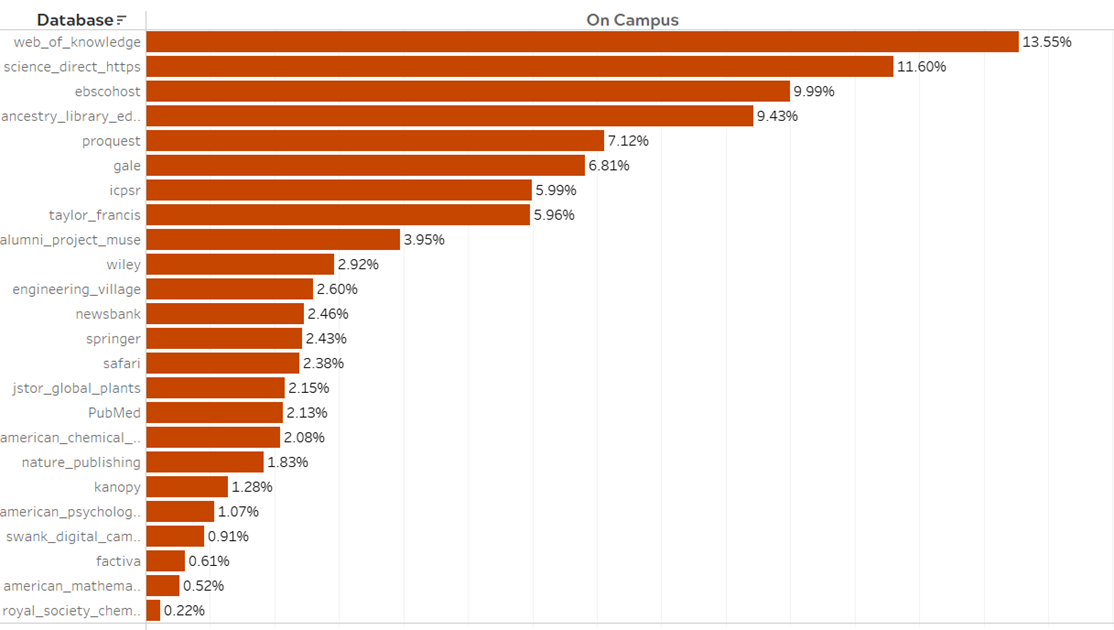 Database On Campus
web_of_knowledge 13.55%
science_direct_https 11.60%
ebscohost 9.99%
ancestry_library_ed.. 9.43%
proquest 7.12%
gale 6.81%
icpsr 5.99%
taylor_francis 5.96%
alumni_project_muse 3.95%
wiley 2.92%
engineering_village 2.60%
newsbank 2.46%
springer 2.43%
safari 2.38%
jstor_global_plants 2.15%
PubMed 2.13%
american_chemical_.. 2.08%
nature_publishing 1.83%
kanopy 1.28%
american_psycholog.. 1.07%
swank_digital_cam.. 0.91%
factiva 0.61%
american_mathema.. 0.52%
royal_society_chem.. 0.22%